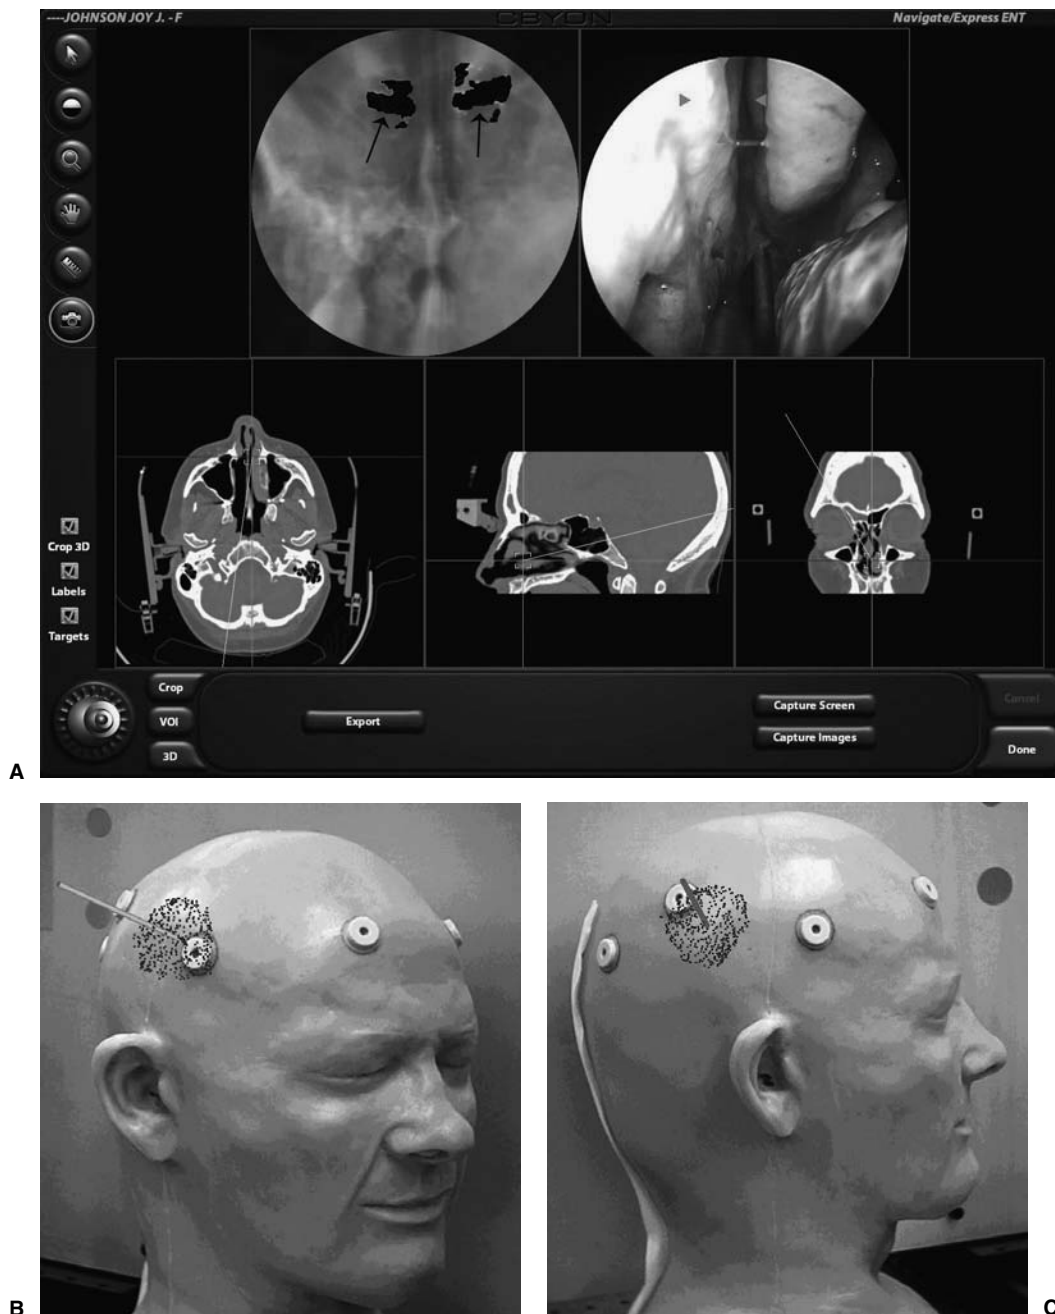 ----JOHNSON JOY J. - F
CBYON
Navigate/Express ENT
Crop 3D
Labels
Targets
Crop
VOI
3D
Export
Capture Screen
Capture Images
Cancel
Done
A
B
C